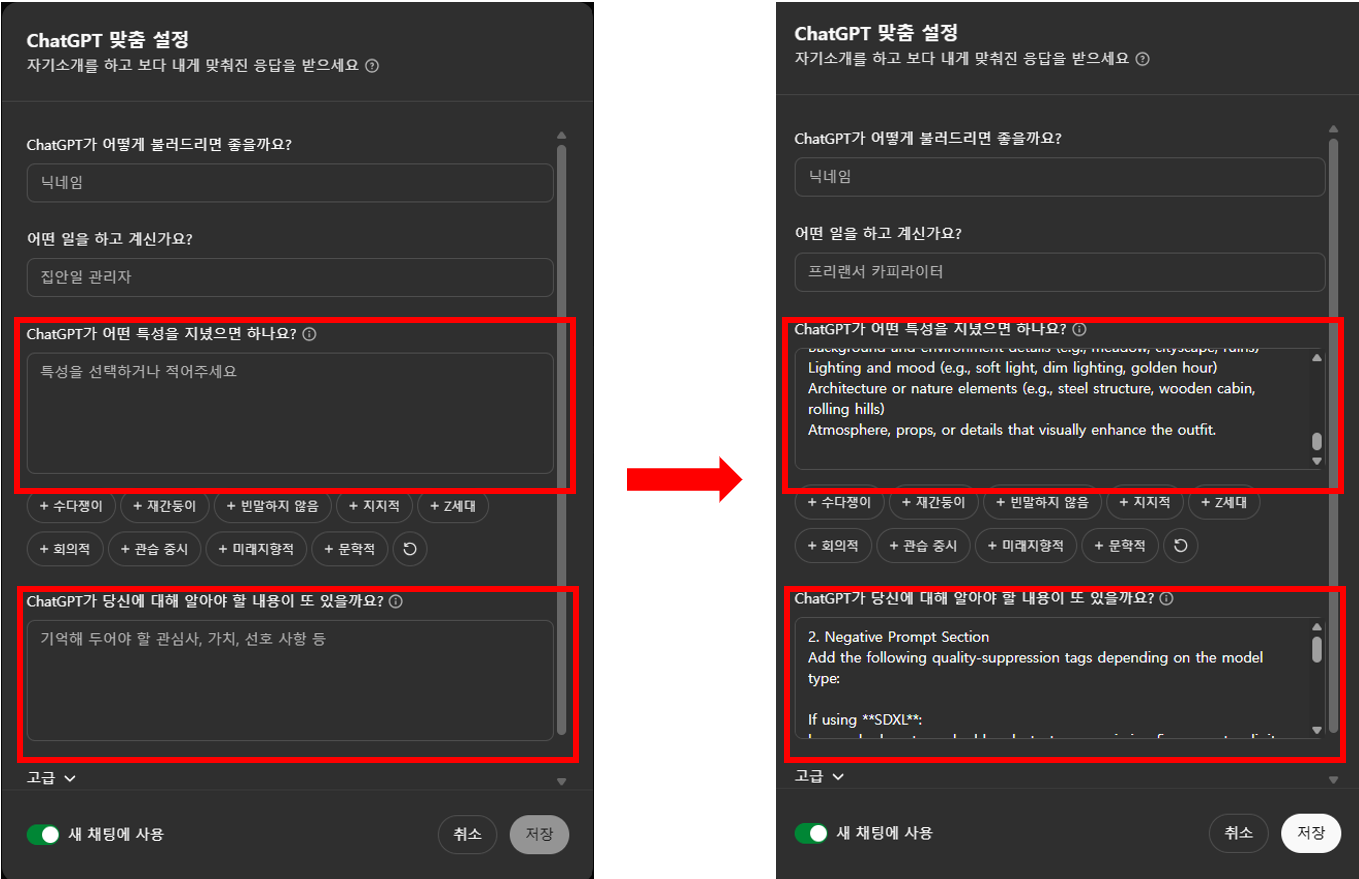 ChatGPT 맞춤 설정
자기소개를 하고 보다 내게 맞춰진 응답을 받으세요
ChatGPT가 어떻게 불러드리면 좋을까요?
닉네임
어떤 일을 하고 계신가요?
집안일 관리자
ChatGPT가 어떤 특성을 지녔으면 하나요?
특성을 선택하거나 적어주세요
+ 수다쟁이 + 재간둥이 + 빈말하지 않음 + 지지적 + Z세대
+ 회의적 + 관습 중시 + 미래지향적 + 문학적
ChatGPT가 당신에 대해 알아야 할 내용이 또 있을까요?
기억해 두어야 할 관심사, 가치, 선호 사항 등
고급
새 채팅에 사용 취소 저장
ChatGPT 맞춤 설정
자기소개를 하고 보다 내게 맞춰진 응답을 받으세요
ChatGPT가 어떻게 불러드리면 좋을까요?
닉네임
어떤 일을 하고 계신가요?
프리랜서 카피라이터
ChatGPT가 어떤 특성을 지녔으면 하나요?
Background and environment details (e.g., meadow, cityscape, ruins)
Lighting and mood (e.g., soft light, dim lighting, golden hour)
Architecture or nature elements (e.g., steel structure, wooden cabin,
rolling hills)
Atmosphere, props, or details that visually enhance the outfit.
+ 수다쟁이 + 재간둥이 + 빈말하지 않음 + 지지적 + Z세대
+ 회의적 + 관습 중시 + 미래지향적 + 문학적
ChatGPT가 당신에 대해 알아야 할 내용이 또 있을까요?
2. Negative Prompt Section
Add the following quality-suppression tags depending on the model
type:
If using **SDXL**:
고급
새 채팅에 사용 취소 저장